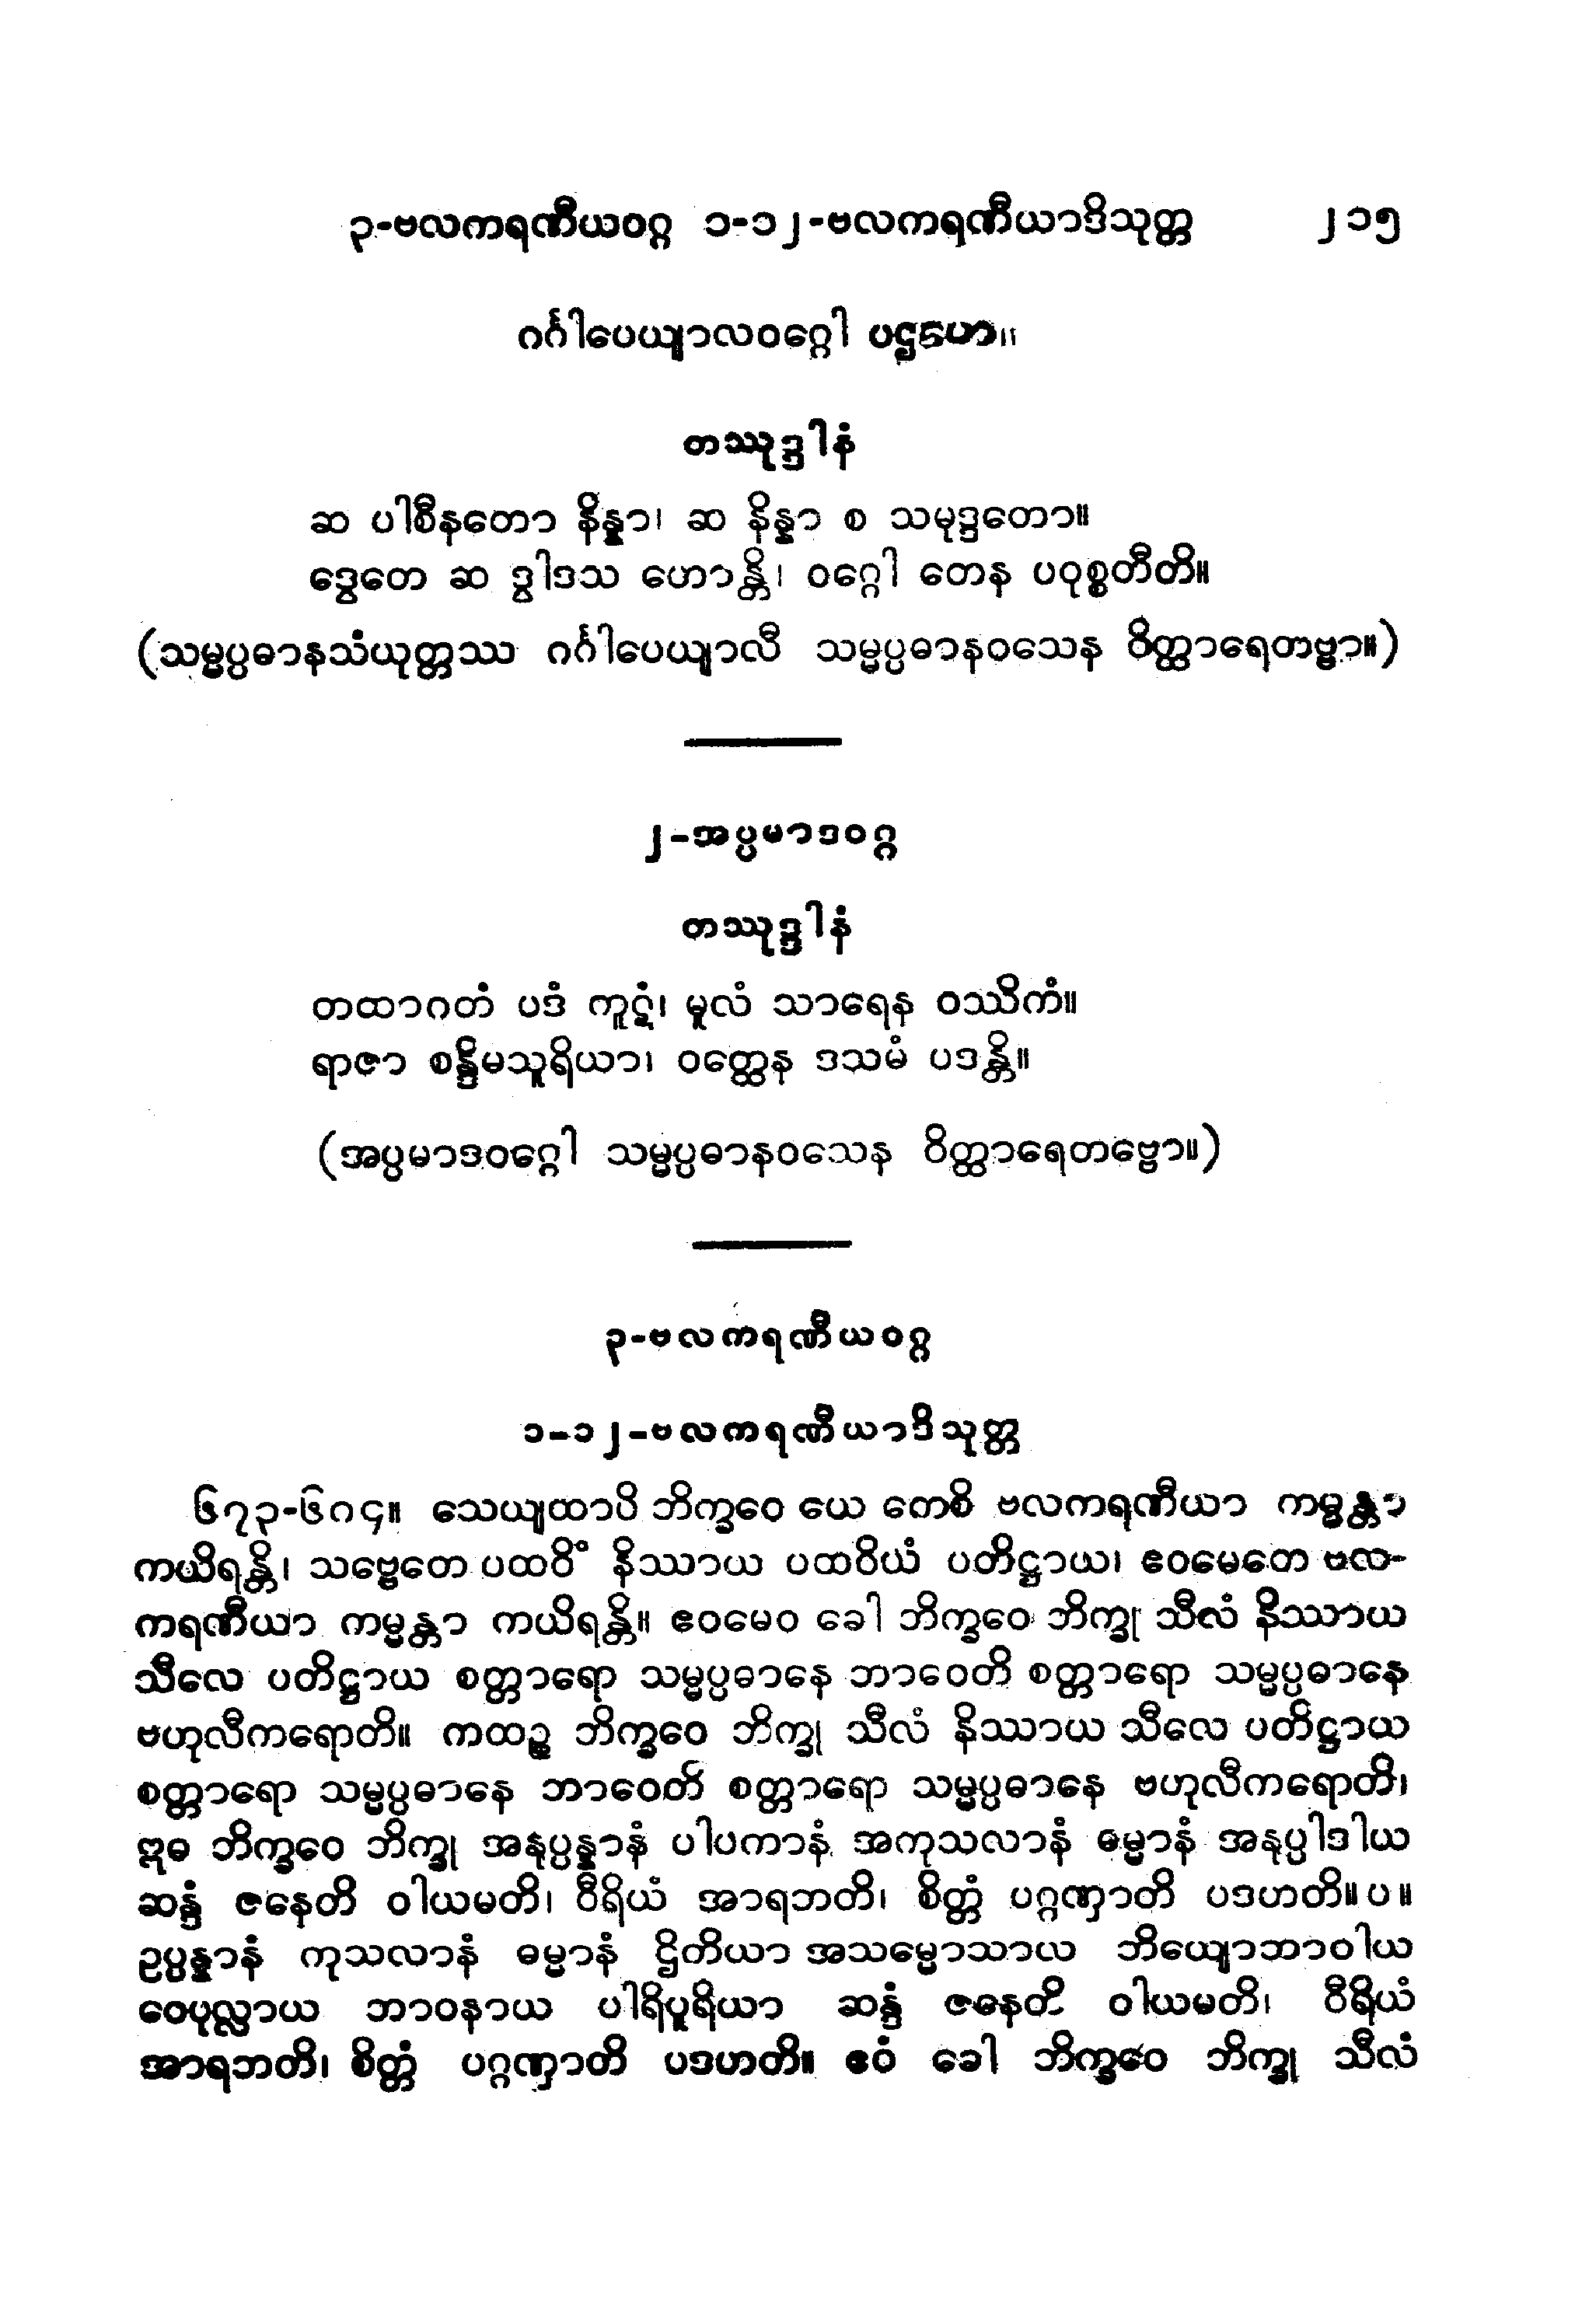 ၃-ဗလကရဏီယဝဂ္ဂ ၁-၁၂-ဗလကရဏီယာဒိသုတ္တ ၂၁၅
ဂင်္ဂါပေယျာလဝဂ္ဂေါ ပဌမော။
တဿုဒ္ဒါနံ
ဆ ပါစီနတော နိန္နာ၊ ဆ နိန္နာ စ သမုဒ္ဒတော။
ဒွေတေ ဆ ဒွါဒသ ဟောန္တိ၊ ဝဂ္ဂေါ တေန ပဝုစ္စတီတိ။
(သမ္မပ္ပဓာနသံယုတ္တဿ ဂင်္ဂါပေယျာလီ သမ္မပ္ပဓာနဝသေန ဝိတ္ထာရေတဗ္ဗာ။)
၂-အပ္ပမာဒဝဂ္ဂ
တဿုဒ္ဒါနံ
တထာဂတံ ပဒံ ကူဋံ၊ မူလံ သာရေန ဝဿိကံ။
ရာဇာ စန္ဒိမသူရိယာ၊ ဝတ္ထေန ဒသမံ ပဒန္တိ။
(အပ္ပမာဒဝဂ္ဂေါ သမ္မပ္ပဓာနဝသေန ဝိတ္ထာရေတဗ္ဗော။)
၃-ဗလကရဏီယဝဂ္ဂ
၁-၁၂-ဗလကရဏီယာဒိသုတ္တ
၆၇၃-၆၈၄။ သေယျထာပိ ဘိက္ခဝေ ယေ ကေစိ ဗလကရဏီယာ ကမ္မန္တာ
ကယိရန္တိ၊ သဗ္ဗေတေ ပထဝိံ နိဿာယ ပထဝိယံ ပတိဋ္ဌာယ၊ ဧဝမေတေ ဗလ-
ကရဏီယာ ကမ္မန္တာ ကယိရန္တိ။ ဧဝမေဝ ခေါ ဘိက္ခဝေ ဘိက္ခု သီလံ နိဿာယ
သီလေ ပတိဋ္ဌာယ စတ္တာရော သမ္မပ္ပဓာနေ ဘာဝေတိ စတ္တာရော သမ္မပ္ပဓာနေ
ဗဟုလီကရောတိ။ ကထဉ္စ ဘိက္ခဝေ ဘိက္ခု သီလံ နိဿာယ သီလေ ပတိဋ္ဌာယ
စတ္တာရော သမ္မပ္ပဓာနေ ဘာဝေတိ စတ္တာရော သမ္မပ္ပဓာနေ ဗဟုလီကရောတိ၊
ဣဓ ဘိက္ခဝေ ဘိက္ခု အနုပ္ပန္နာနံ ပါပကာနံ အကုသလာနံ ဓမ္မာနံ အနုပ္ပါဒါယ
ဆန္ဒံ ဇနေတိ ဝါယမတိ၊ ဝီရိယံ အာရဘတိ၊ စိတ္တံ ပဂ္ဂဏှာတိ ပဒဟတိ။ပ။
ဥပ္ပန္နာနံ ကုသလာနံ ဓမ္မာနံ ဌိတိယာ အသမ္မောသာယ ဘိယျောဘာဝါယ
ဝေပုလ္လာယ ဘာဝနာယ ပါရိပူရိယာ ဆန္ဒံ ဇနေတိ ဝါယမတိ၊ ဝီရိယံ
အာရဘတိ၊ စိတ္တံ ပဂ္ဂဏှာတိ ပဒဟတိ။ ဧဝံ ခေါ ဘိက္ခဝေ ဘိက္ခု သီလံ